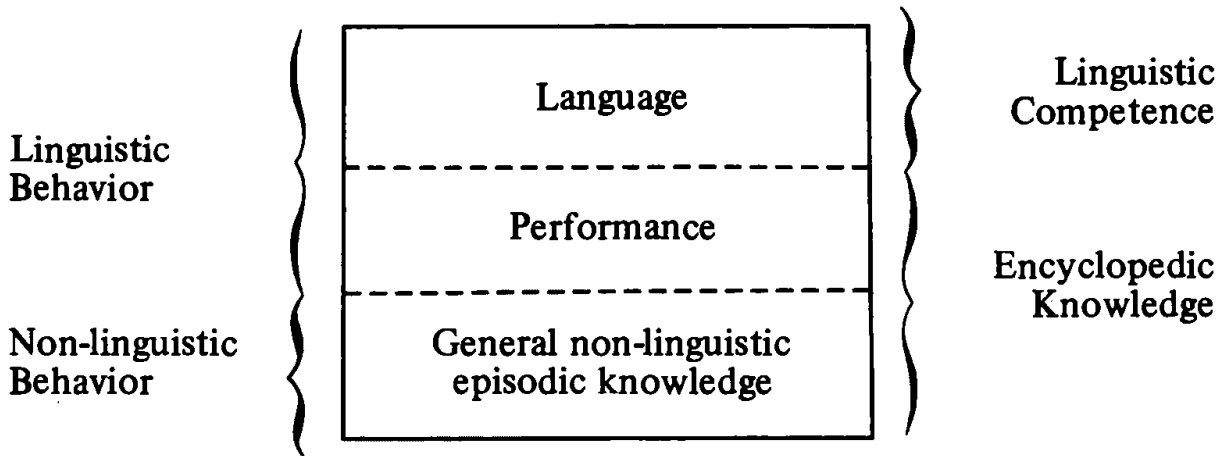 Linguistic
Behavior
Non-linguistic
Behavior
Language
Performance
General non-linguistic
episodic knowledge
Linguistic
Competence
Encyclopedic
Knowledge